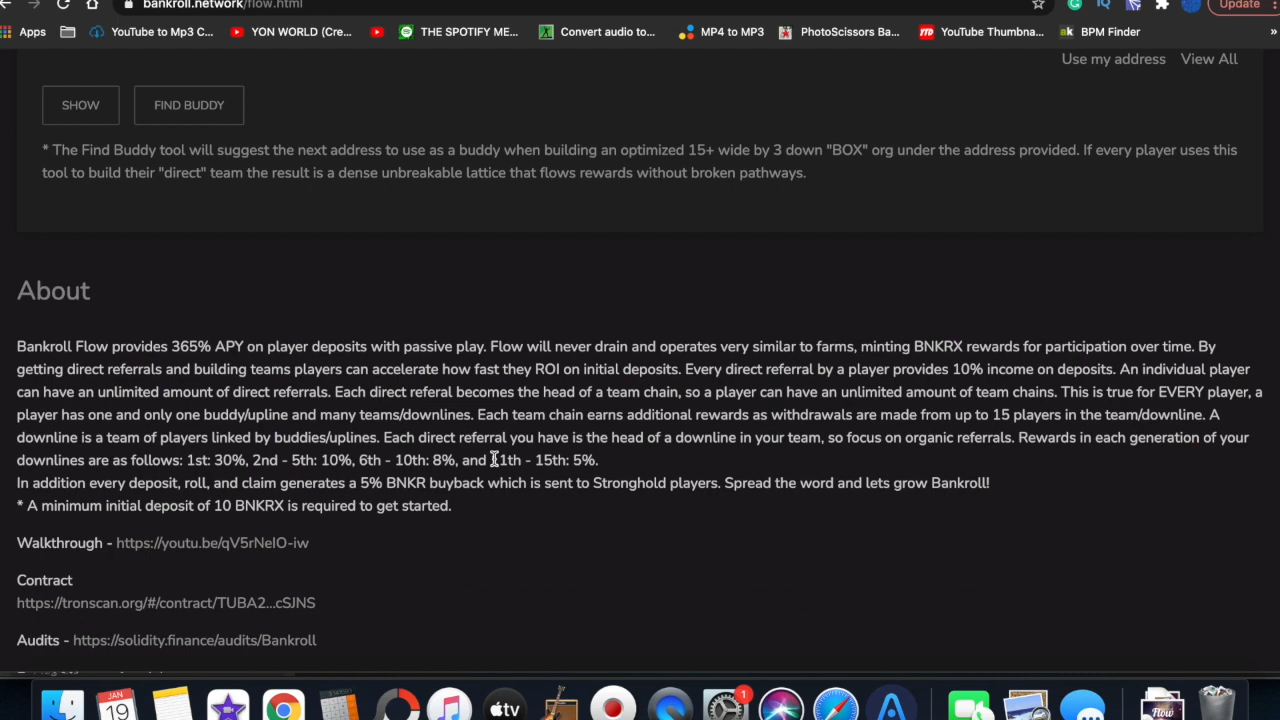 bankroll.network/flow.html
Update
Apps
YouTube to Mp3 C...
YON WORLD (Cre...
THE SPOTIFY ME...
Convert audio to...
MP4 to MP3
PhotoScissors Ba...
YouTube Thumbna...
BPM Finder
»
Use my address View All
SHOW FIND BUDDY
* The Find Buddy tool will suggest the next address to use as a buddy when building an optimized 15+ wide by 3 down "BOX" org under the address provided. If every player uses this
tool to build their "direct" team the result is a dense unbreakable lattice that flows rewards without broken pathways.
About
Bankroll Flow provides 365% APY on player deposits with passive play. Flow will never drain and operates very similar to farms, minting BNKRX rewards for participation over time. By
getting direct referrals and building teams players can accelerate how fast they ROI on initial deposits. Every direct referral by a player provides 10% income on deposits. An individual player
can have an unlimited amount of direct referrals. Each direct referal becomes the head of a team chain, so a player can have an unlimited amount of team chains. This is true for EVERY player, a
player has one and only one buddy/upline and many teams/downlines. Each team chain earns additional rewards as withdrawals are made from up to 15 players in the team/downline. A
downline is a team of players linked by buddies/uplines. Each direct referral you have is the head of a downline in your team, so focus on organic referrals. Rewards in each generation of your
downlines are as follows: 1st: 30%, 2nd - 5th: 10%, 6th - 10th: 8%, and 11th - 15th: 5%.
In addition every deposit, roll, and claim generates a 5% BNKR buyback which is sent to Stronghold players. Spread the word and lets grow Bankroll!
* A minimum initial deposit of 10 BNKRX is required to get started.
Walkthrough - https://youtu.be/qV5rNeIO-iw
Contract
https://tronscan.org/#/contract/TUBA2...cSJNS
Audits - https://solidity.finance/audits/Bankroll
JAN
19
tv
1
Flow